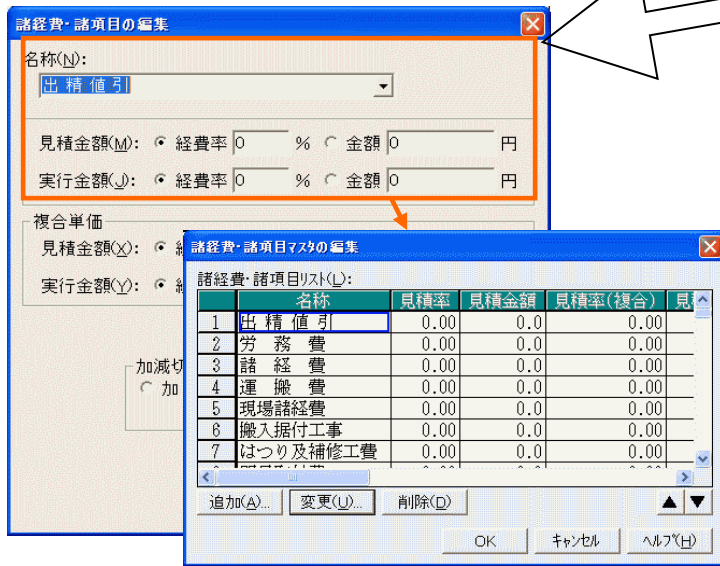 諸経費・諸項目の編集
名称(N):
出 精 値 引
見積金額(M): 経費率 0 % 金額 0 円
実行金額(J): 経費率 0 % 金額 0 円
複合単価
見積金額(X):
実行金額(Y):
加減切
加
諸経費・諸項目マスタの編集
諸経費・諸項目リスト(L):
名称 見積率 見積金額 見積率(複合)
1 出 精 値 引 0.00 0.0 0.00
2 労 務 費 0.00 0.0 0.00
3 諸 経 費 0.00 0.0 0.00
4 運 搬 費 0.00 0.0 0.00
5 現場諸経費 0.00 0.0 0.00
6 搬入据付工事 0.00 0.0 0.00
7 はつり及補修工費 0.00 0.0 0.00
追加(A)... 変更(U)... 削除(D)
OK キャンセル ヘルプ(H)